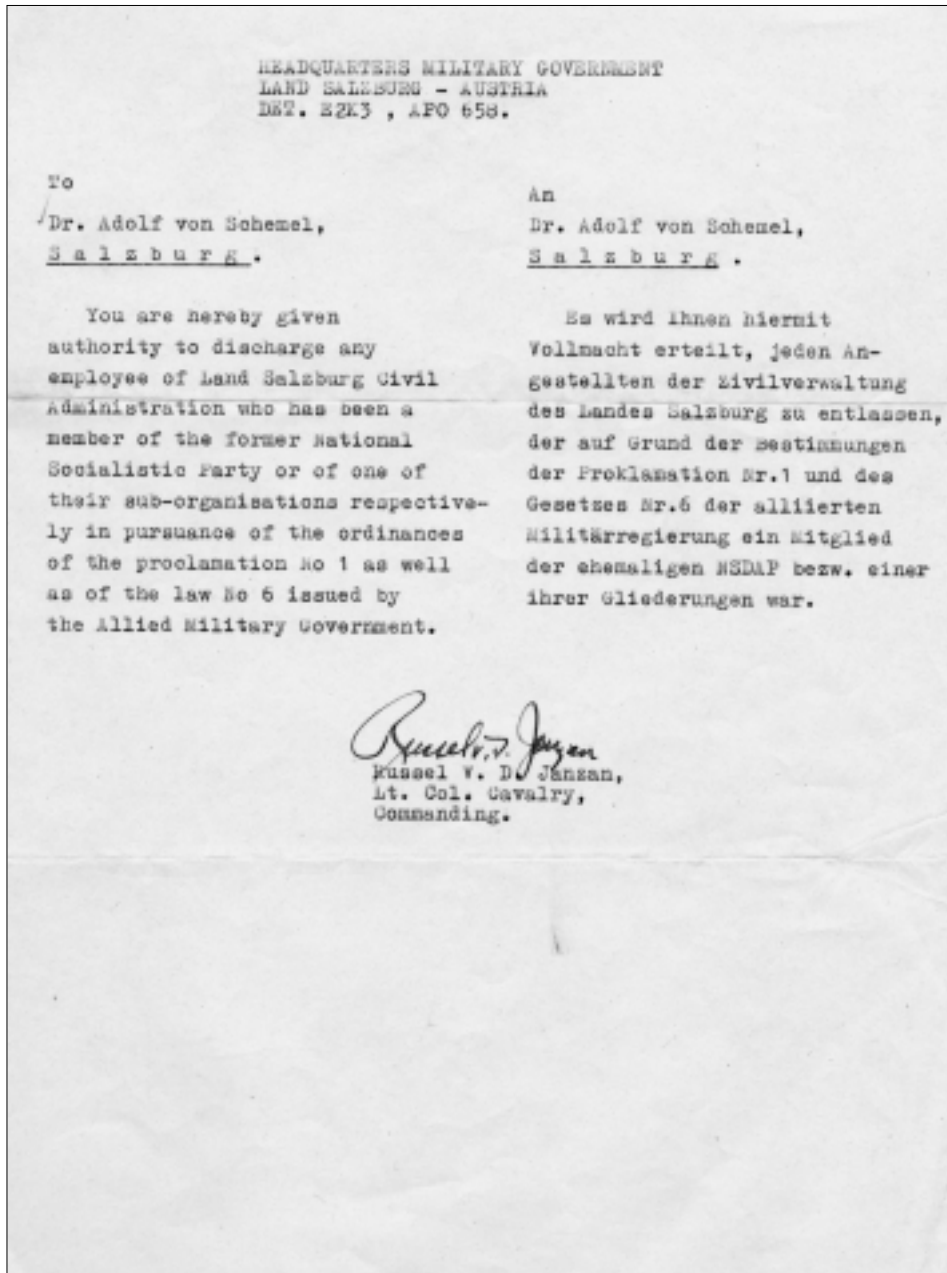 HEADQUARTERS MILITARY GOVERNMENT
LAND SALZBURG - AUSTRIA
DET. E2K3 , APO 658.
To
Dr. Adolf von Schemel,
Salzburg.
You are hereby given
authority to discharge any
employee of Land Salzburg Civil
Administration who has been a
member of the former National
Socialistic Party or of one of
their sub-organisations respective-
ly in pursuance of the ordinances
of the proclamation No 1 as well
as of the law No 6 issued by
the Allied Military Government.
An
Dr. Adolf von Schemel,
Salzburg .
Es wird Ihnen hiermit
Vollmacht erteilt, jeden An-
gestellten der Zivilverwaltung
des Landes Salzburg zu entlassen,
der auf Grund der Bestimmungen
der Proklamation Nr.1 und des
Gesetzes Nr.6 der alliierten
Militärregierung ein Mitglied
der ehemaligen NSDAP bezw. einer
ihrer Gliederungen war.
Russel V. D. Janzan
Russel V. D. Janzan,
Lt. Col. Cavalry,
Commanding.